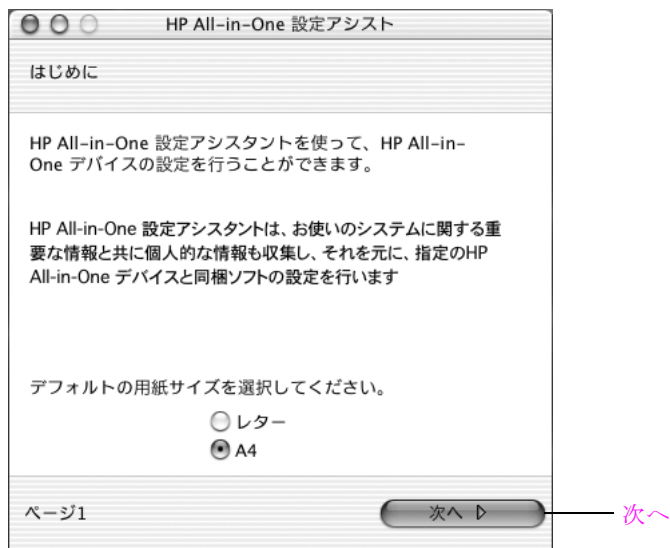 HP All-in-One 設定アシスト
はじめに
HP All-in-One 設定アシスタントを使って、HP All-in-
One デバイスの設定を行うことができます。
HP All-in-One 設定アシスタントは、お使いのシステムに関する重
要な情報と共に個人的な情報も収集し、それを元に、指定のHP
All-in-One デバイスと同梱ソフトの設定を行います
デフォルトの用紙サイズを選択してください。
レター
A4
ページ1
次へ
次へ